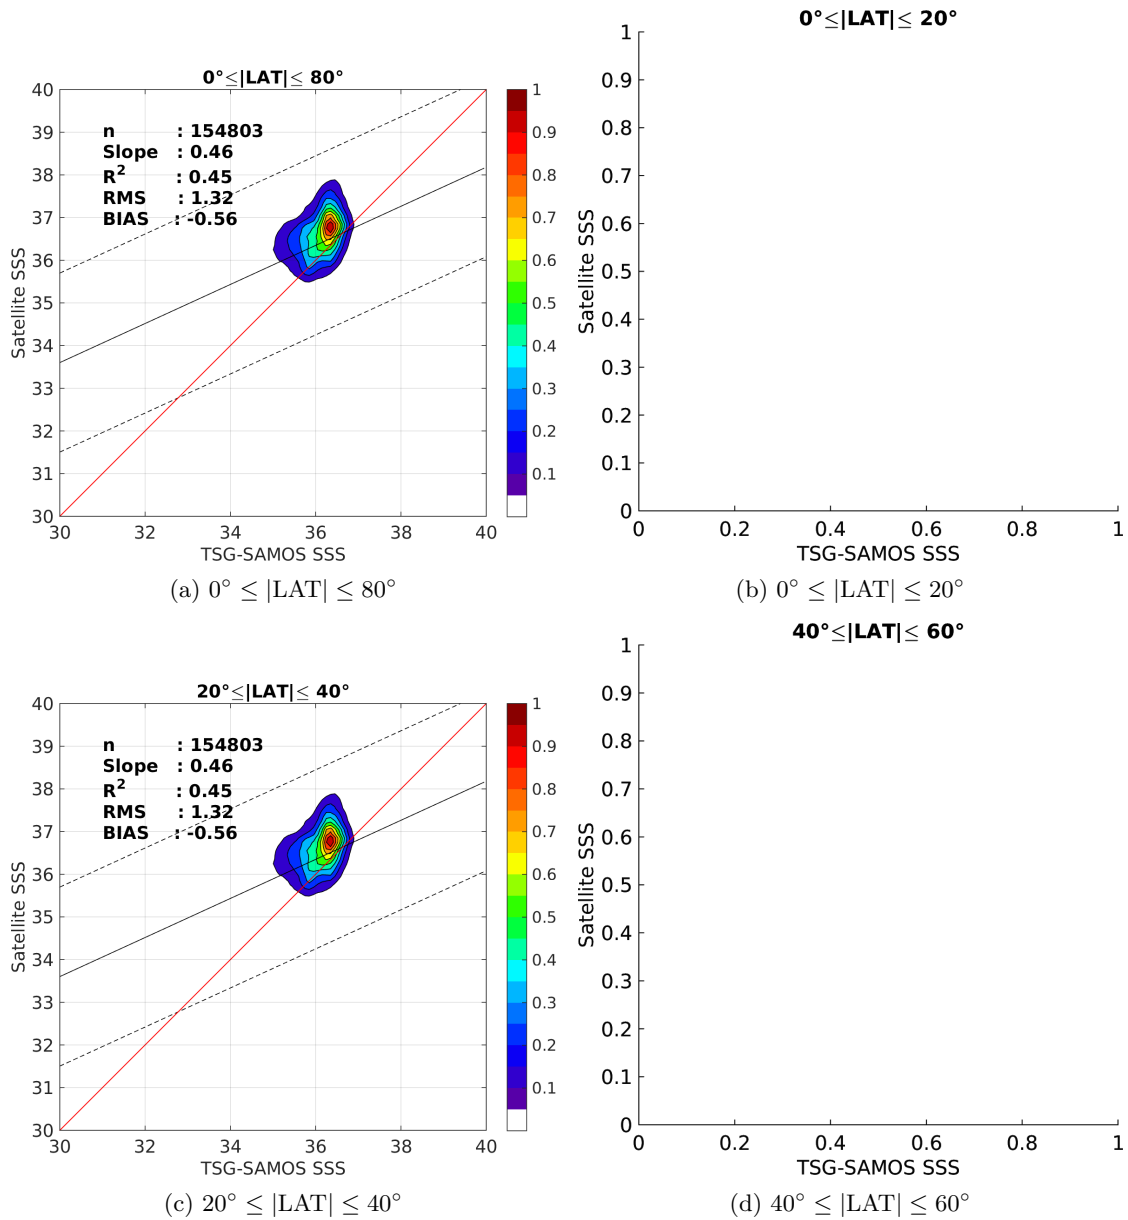 0°≤|LAT|≤ 80°
40
39
38
37
36
35
34
33
32
31
30
n : 154803
Slope : 0.46
R² : 0.45
RMS : 1.32
BIAS : -0.56
1
0.9
0.8
0.7
0.6
0.5
0.4
0.3
0.2
0.1
30 32 34 36 38 40
Satellite SSS
TSG-SAMOS SSS
(a) 0° ≤ |LAT| ≤ 80°
0°≤|LAT|≤ 20°
1
0.9
0.8
0.7
0.6
0.5
0.4
0.3
0.2
0.1
0
0 0.2 0.4 0.6 0.8 1
Satellite SSS
TSG-SAMOS SSS
(b) 0° ≤ |LAT| ≤ 20°
20°≤|LAT|≤ 40°
40
39
38
37
36
35
34
33
32
31
30
n : 154803
Slope : 0.46
R² : 0.45
RMS : 1.32
BIAS : -0.56
1
0.9
0.8
0.7
0.6
0.5
0.4
0.3
0.2
0.1
30 32 34 36 38 40
Satellite SSS
TSG-SAMOS SSS
(c) 20° ≤ |LAT| ≤ 40°
40°≤|LAT|≤ 60°
1
0.9
0.8
0.7
0.6
0.5
0.4
0.3
0.2
0.1
0
0 0.2 0.4 0.6 0.8 1
Satellite SSS
TSG-SAMOS SSS
(d) 40° ≤ |LAT| ≤ 60°